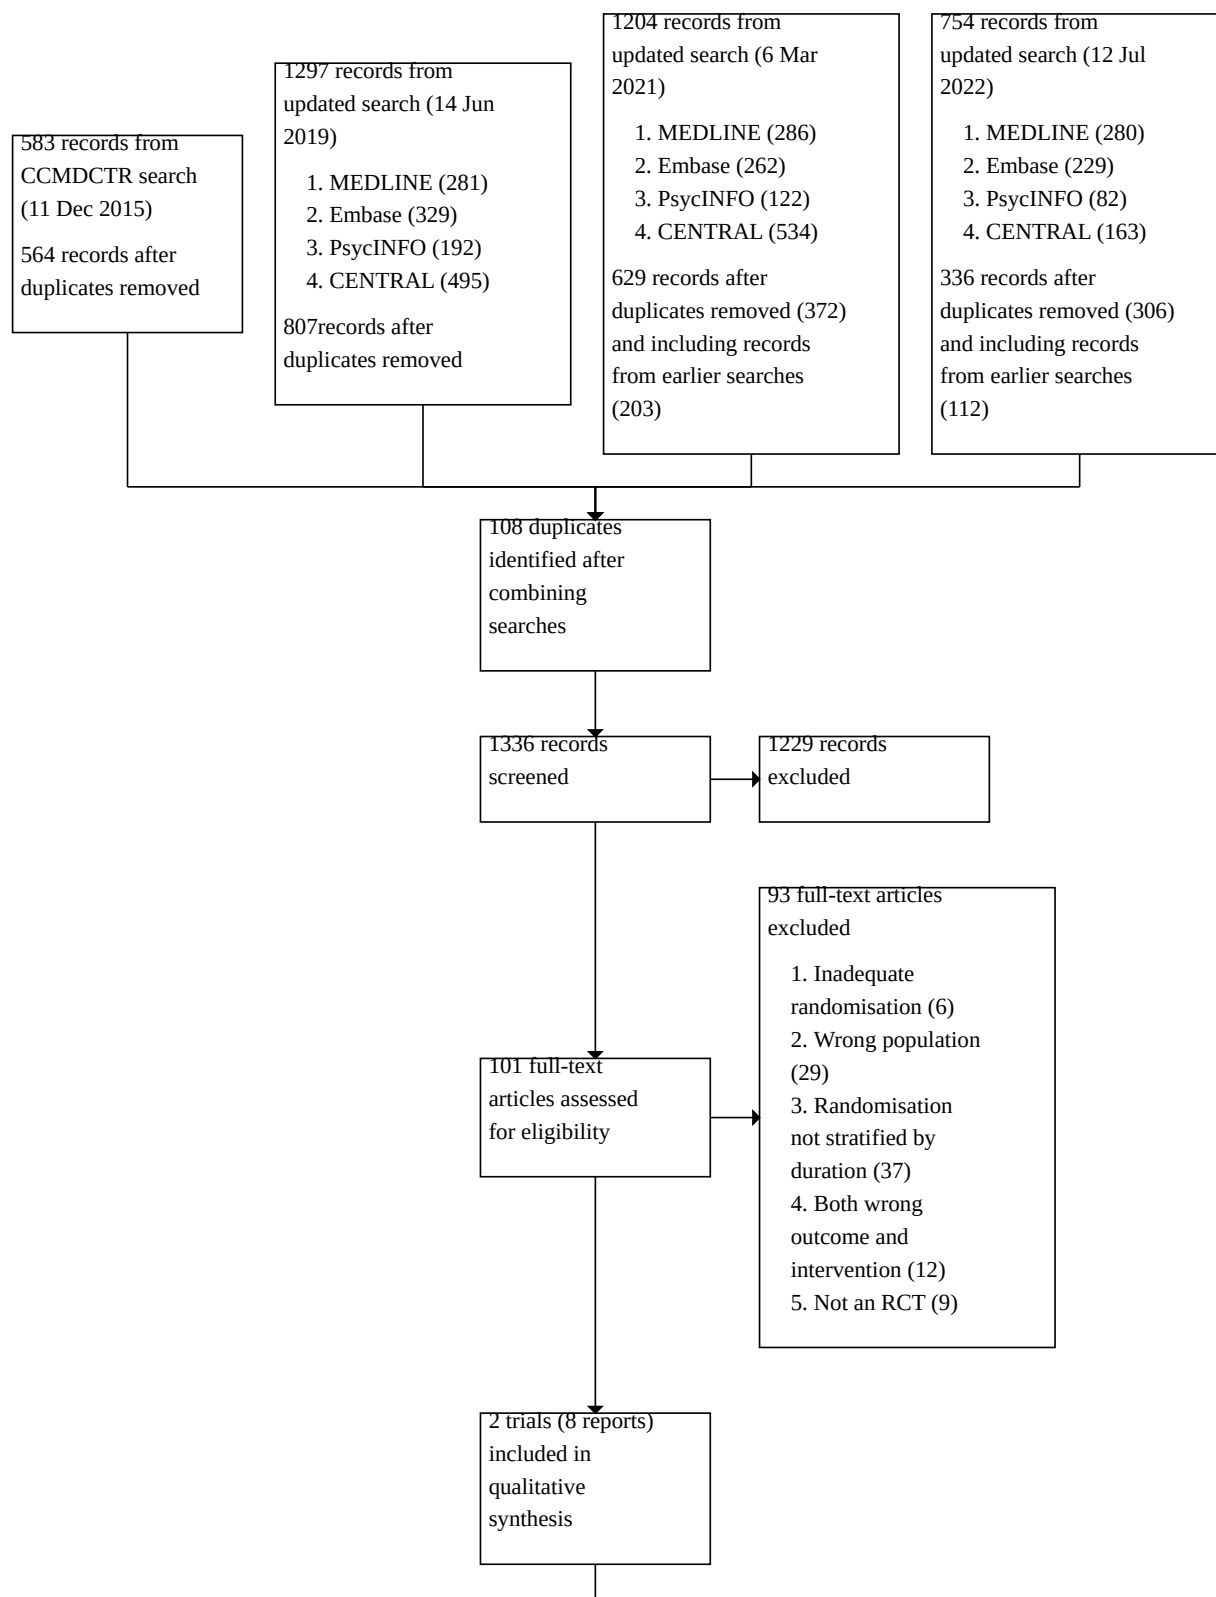 583 records from
CCMDCTR search
(11 Dec 2015)
564 records after
duplicates removed
1297 records from
updated search (14 Jun
2019)
1. MEDLINE (281)
2. Embase (329)
3. PsycINFO (192)
4. CENTRAL (495)
807records after
duplicates removed
1204 records from
updated search (6 Mar
2021)
1. MEDLINE (286)
2. Embase (262)
3. PsycINFO (122)
4. CENTRAL (534)
629 records after
duplicates removed (372)
and including records
from earlier searches
(203)
754 records from
updated search (12 Jul
2022)
1. MEDLINE (280)
2. Embase (229)
3. PsycINFO (82)
4. CENTRAL (163)
336 records after
duplicates removed (306)
and including records
from earlier searches
(112)
108 duplicates
identified after
combining
searches
1336 records
screened
1229 records
excluded
93 full-text articles
excluded
1. Inadequate
randomisation (6)
2. Wrong population
(29)
3. Randomisation
not stratified by
duration (37)
4. Both wrong
outcome and
intervention (12)
5. Not an RCT (9)
101 full-text
articles assessed
for eligibility
2 trials (8 reports)
included in
qualitative
synthesis